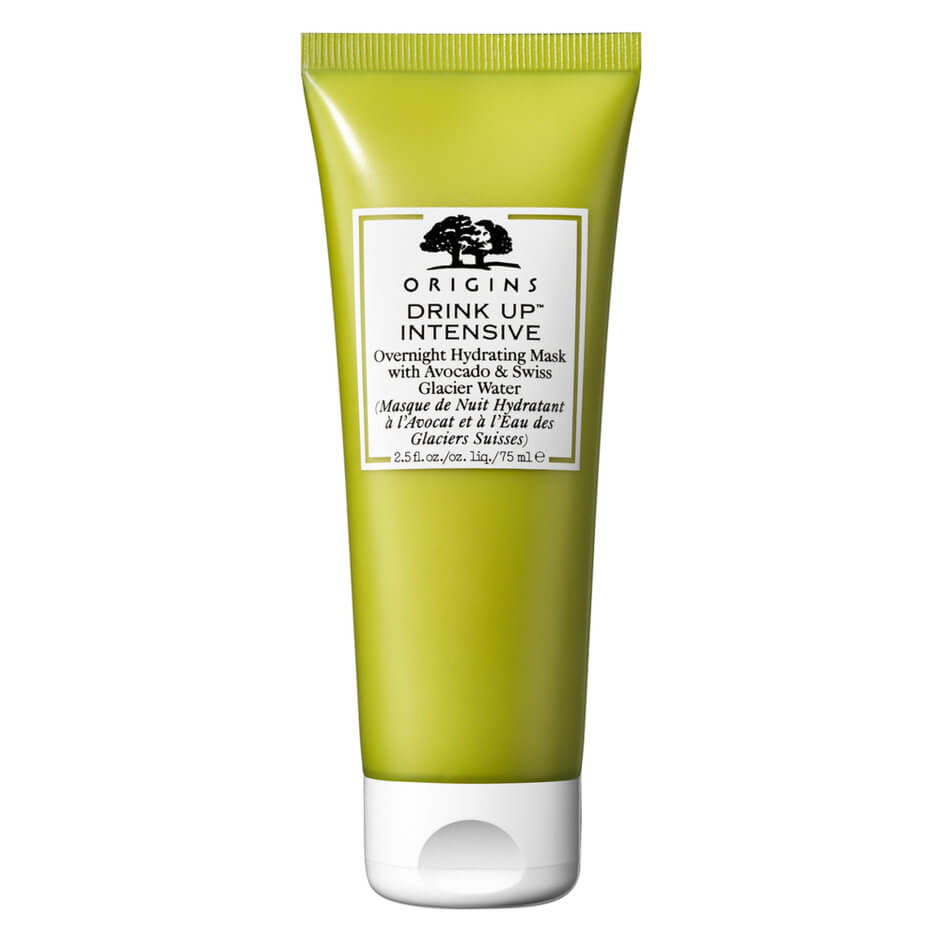 ORIGINS
DRINK UP™
INTENSIVE
Overnight Hydrating Mask
with Avocado & Swiss
Glacier Water
(Masque de Nuit Hydratant
à l'Avocat et à l'Eau des
Glaciers Suisses)
2.5 fl. oz./oz. liq./75 ml ℮